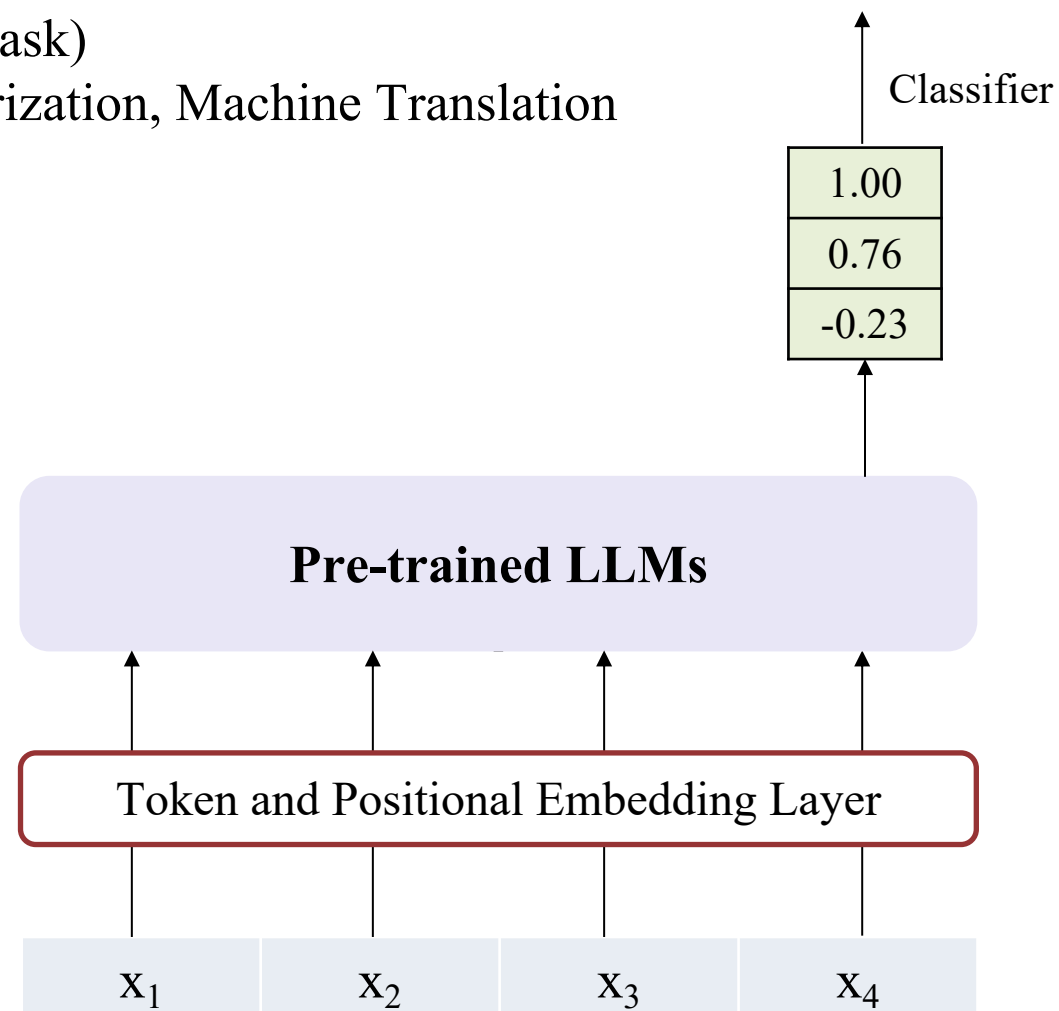 ask)
rization, Machine Translation
Classifier
1.00
0.76
-0.23
Pre-trained LLMs
Token and Positional Embedding Layer
x₁ x₂ x₃ x₄